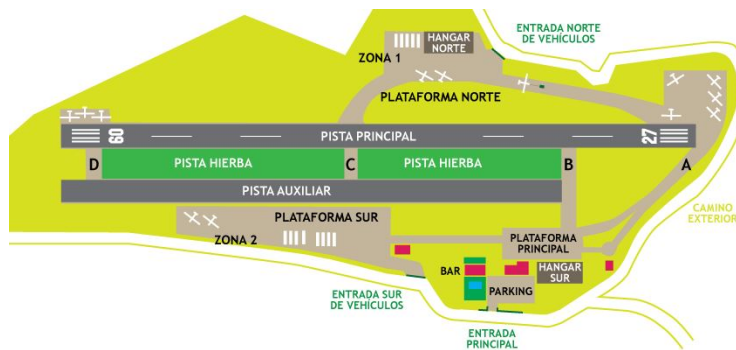 ENTRADA NORTE
DE VEHÍCULOS
HANGAR
NORTE
ZONA 1
PLATAFORMA NORTE
09
PISTA PRINCIPAL
27
D
PISTA HIERBA
C
PISTA HIERBA
B
A
PISTA AUXILIAR
CAMINO
EXTERIOR
PLATAFORMA SUR
ZONA 2
PLATAFORMA
PRINCIPAL
BAR
HANGAR
SUR
PARKING
ENTRADA SUR
DE VEHÍCULOS
ENTRADA
PRINCIPAL